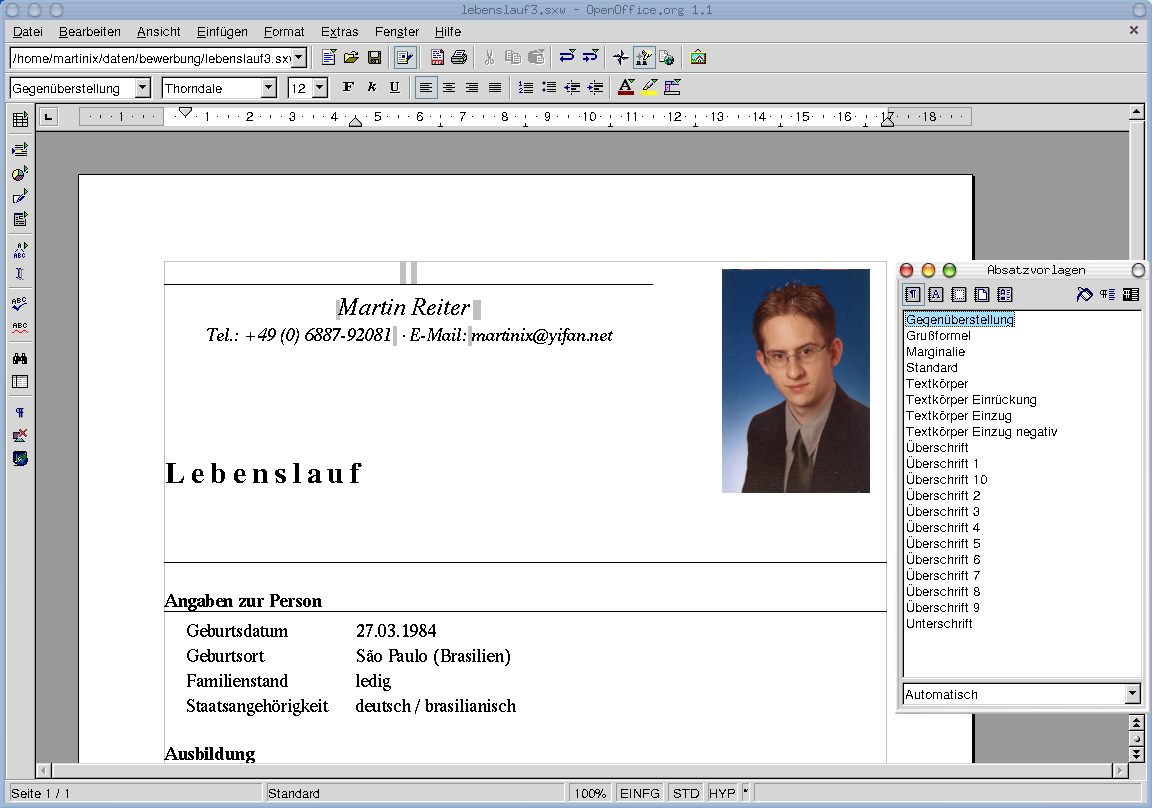 lebenslauf3.sxw - OpenOffice.org 1.1
Datei Bearbeiten Ansicht Einfügen Format Extras Fenster Hilfe
/home/martinix/daten/bewerbung/lebenslauf3.sxw
Gegenüberstellung Thorndale 12 F k U
1 1 2 3 4 5 6 7 8 9 10 11 12 13 14 15 16 17 18
Martin Reiter
Tel.: +49 (0) 6887-92081 · E-Mail: martinix@yifan.net
Lebenslauf
Angaben zur Person
Geburtsdatum 27.03.1984
Geburtsort São Paulo (Brasilien)
Familienstand ledig
Staatsangehörigkeit deutsch / brasilianisch
Ausbildung
Absatzvorlagen
Gegenüberstellung
Grußformel
Marginalie
Standard
Textkörper
Textkörper Einrückung
Textkörper Einzug
Textkörper Einzug negativ
Überschrift
Überschrift 1
Überschrift 10
Überschrift 2
Überschrift 3
Überschrift 4
Überschrift 5
Überschrift 6
Überschrift 7
Überschrift 8
Überschrift 9
Unterschrift
Automatisch
Seite 1 / 1 Standard 100% EINFG STD HYP *